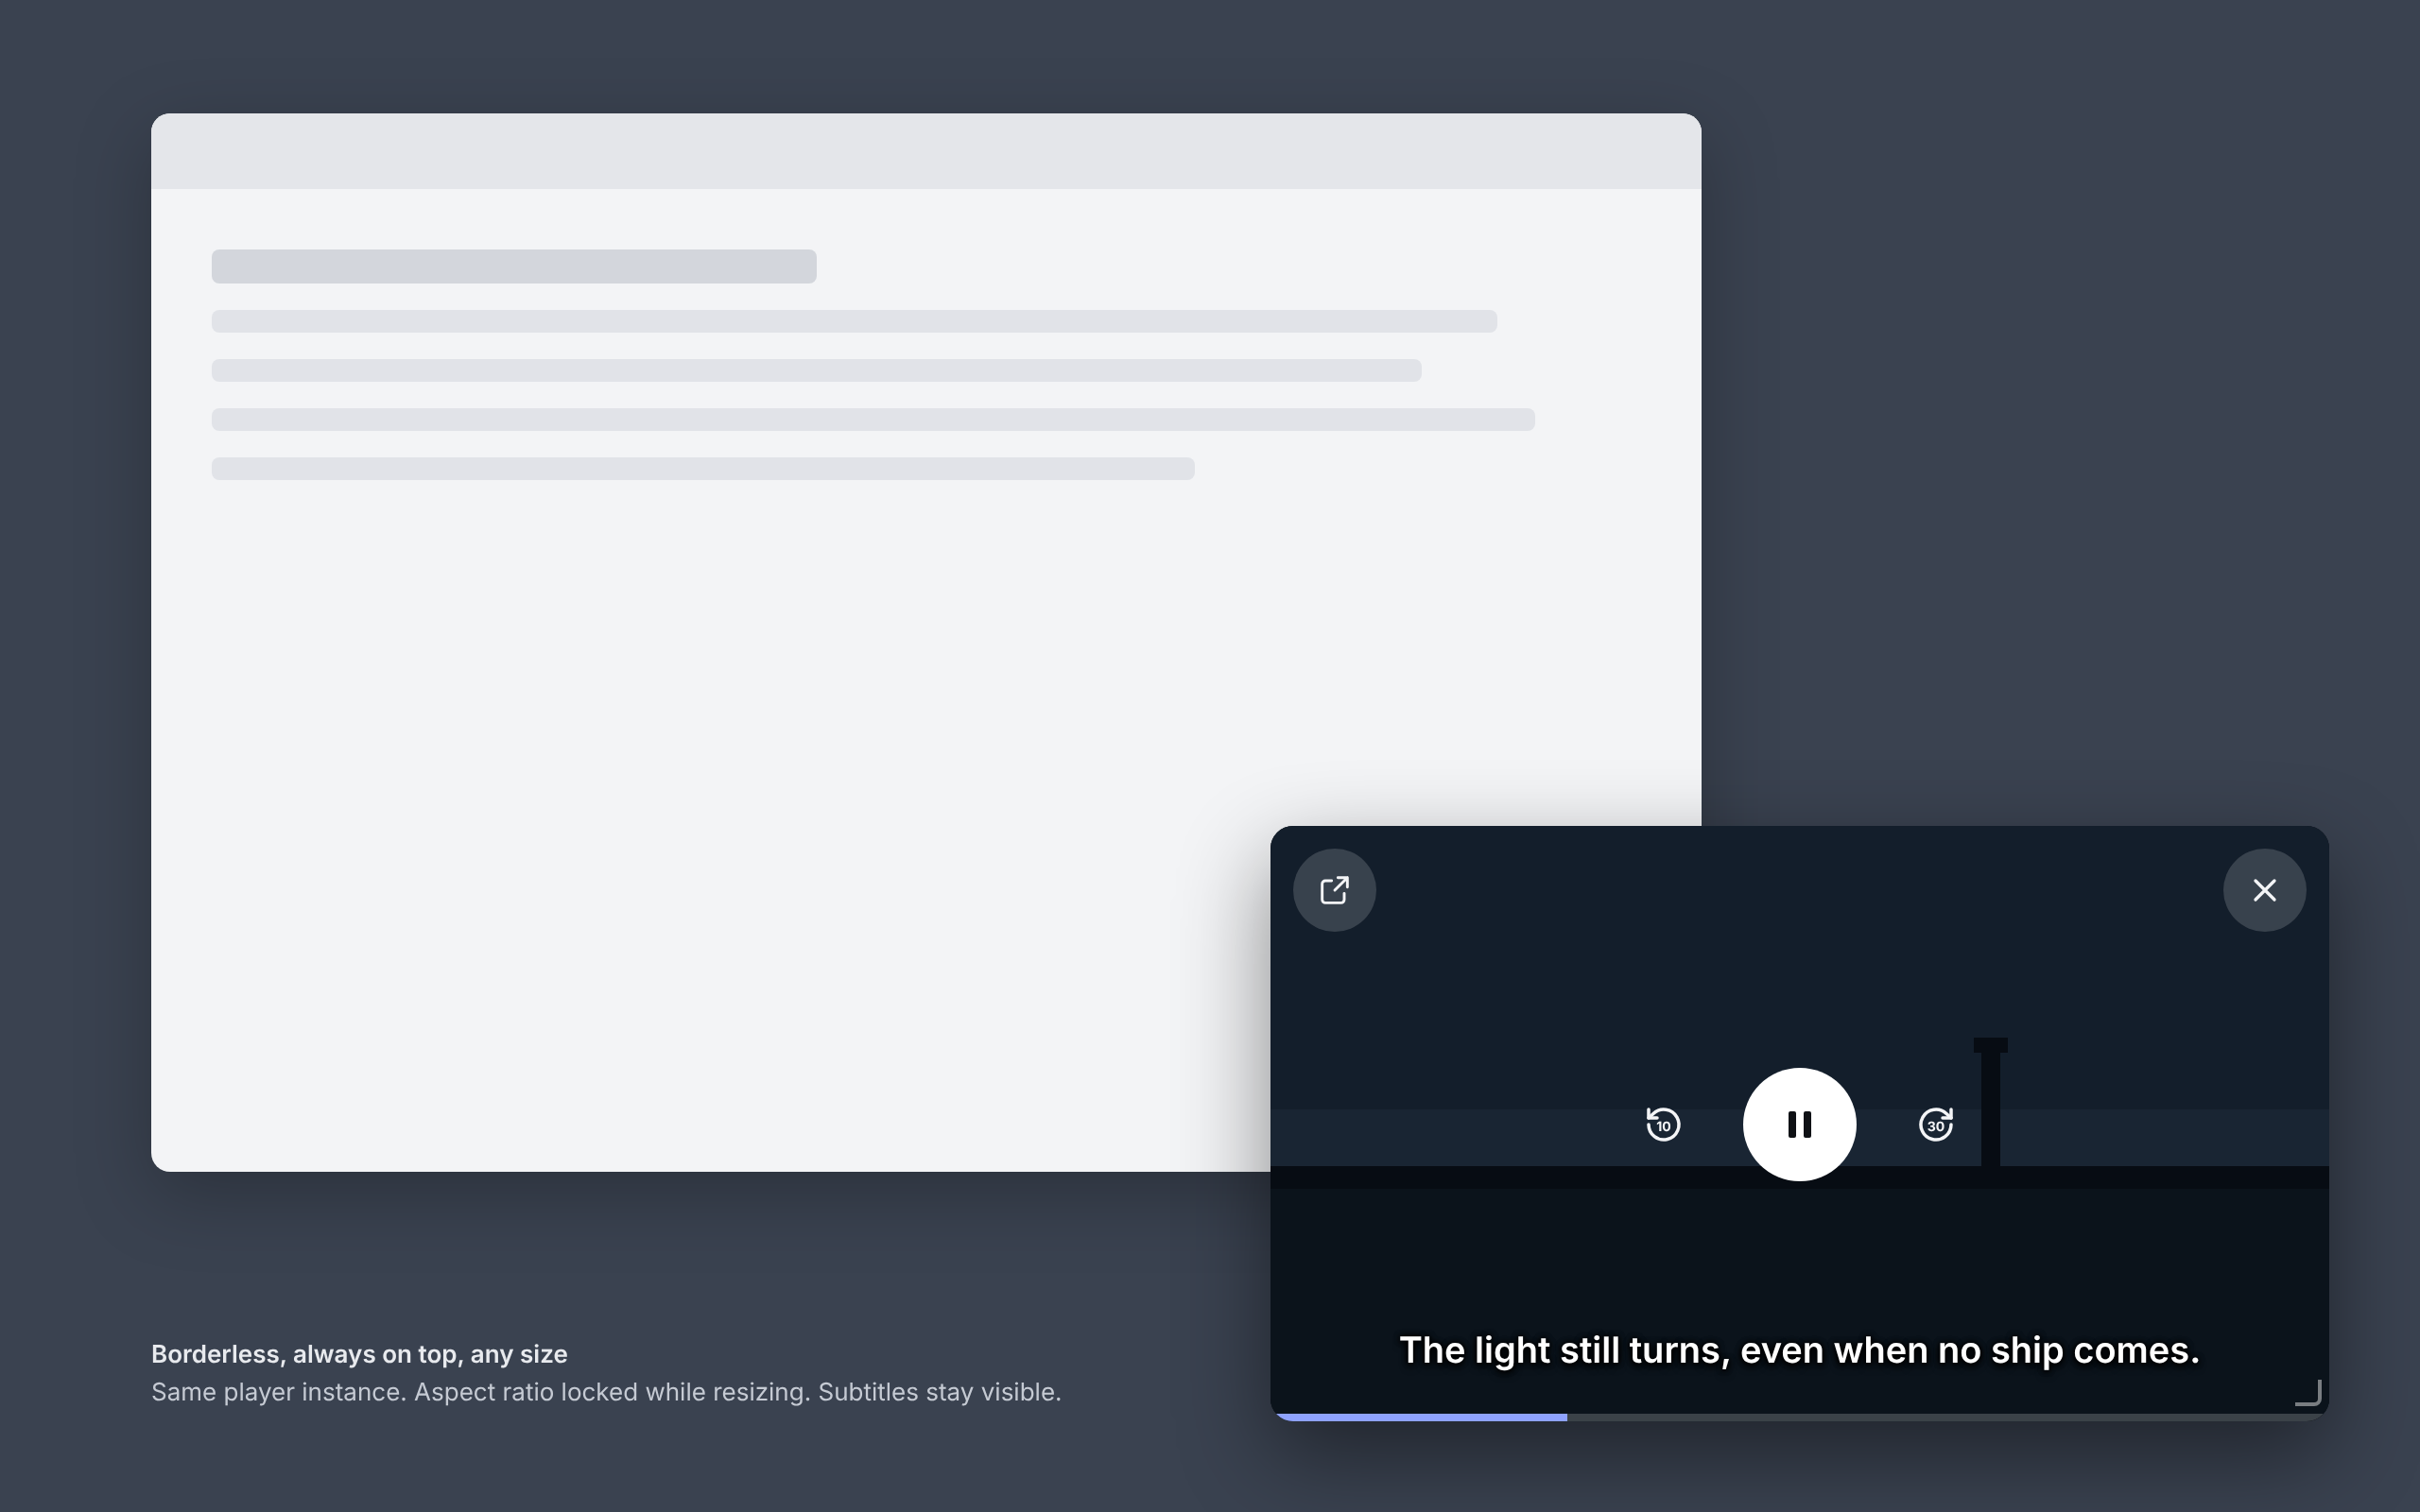 10
30
The light still turns, even when no ship comes.
Borderless, always on top, any size
Same player instance. Aspect ratio locked while resizing. Subtitles stay visible.